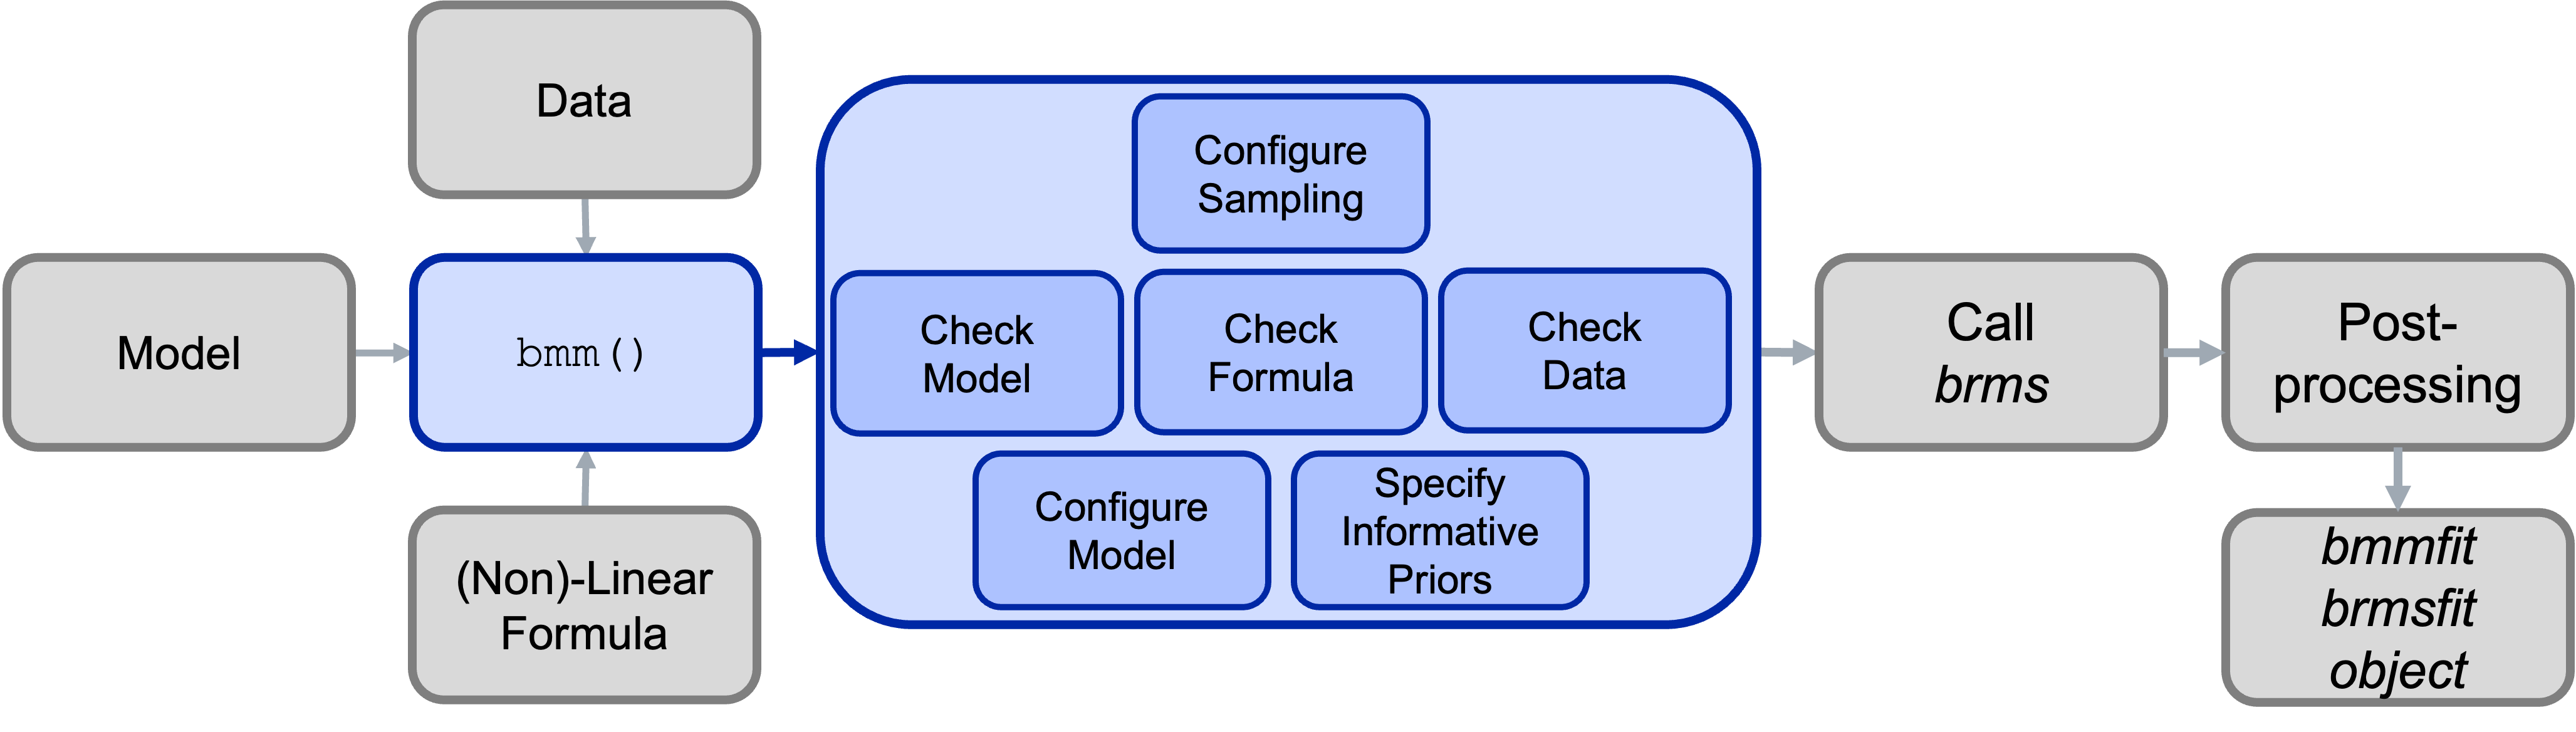 Data
Model
bmm()
(Non)-Linear
Formula
Configure
Sampling
Check
Model
Check
Formula
Check
Data
Configure
Model
Specify
Informative
Priors
Call
brms
Post-
processing
bmmfit
brmsfit
object